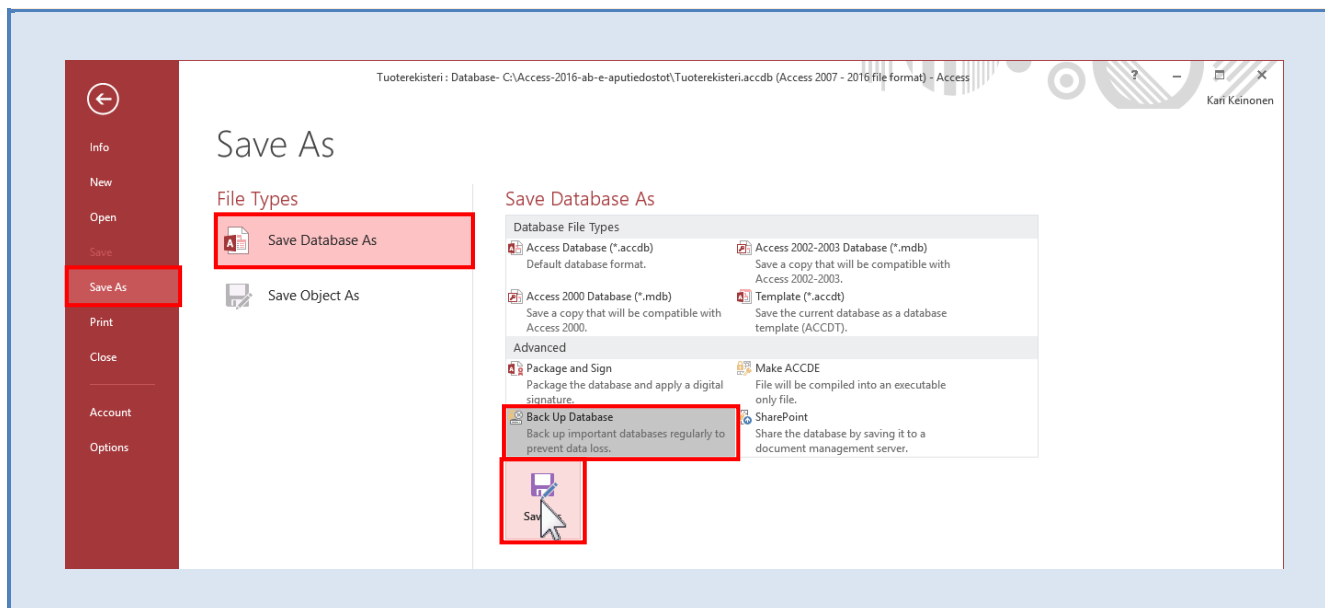 Tuoterekisteri : Database- C:\Access-2016-ab-e-aputiedostot\Tuoterekisteri.accdb (Access 2007 - 2016 file format) - Access
?
Kari Keinonen
Info
New
Open
Save
Save As
Print
Close
Account
Options
Save As
File Types
Save Database As
Save Object As
Save Database As
Database File Types
Access Database (*.accdb)
Default database format.
Access 2002-2003 Database (*.mdb)
Save a copy that will be compatible with
Access 2002-2003.
Access 2000 Database (*.mdb)
Save a copy that will be compatible with
Access 2000.
Template (*.accdt)
Save the current database as a database
template (ACCDT).
Advanced
Package and Sign
Package the database and apply a digital
signature.
Make ACCDE
File will be compiled into an executable
only file.
Back Up Database
Back up important databases regularly to
prevent data loss.
SharePoint
Share the database by saving it to a
document management server.
Save As